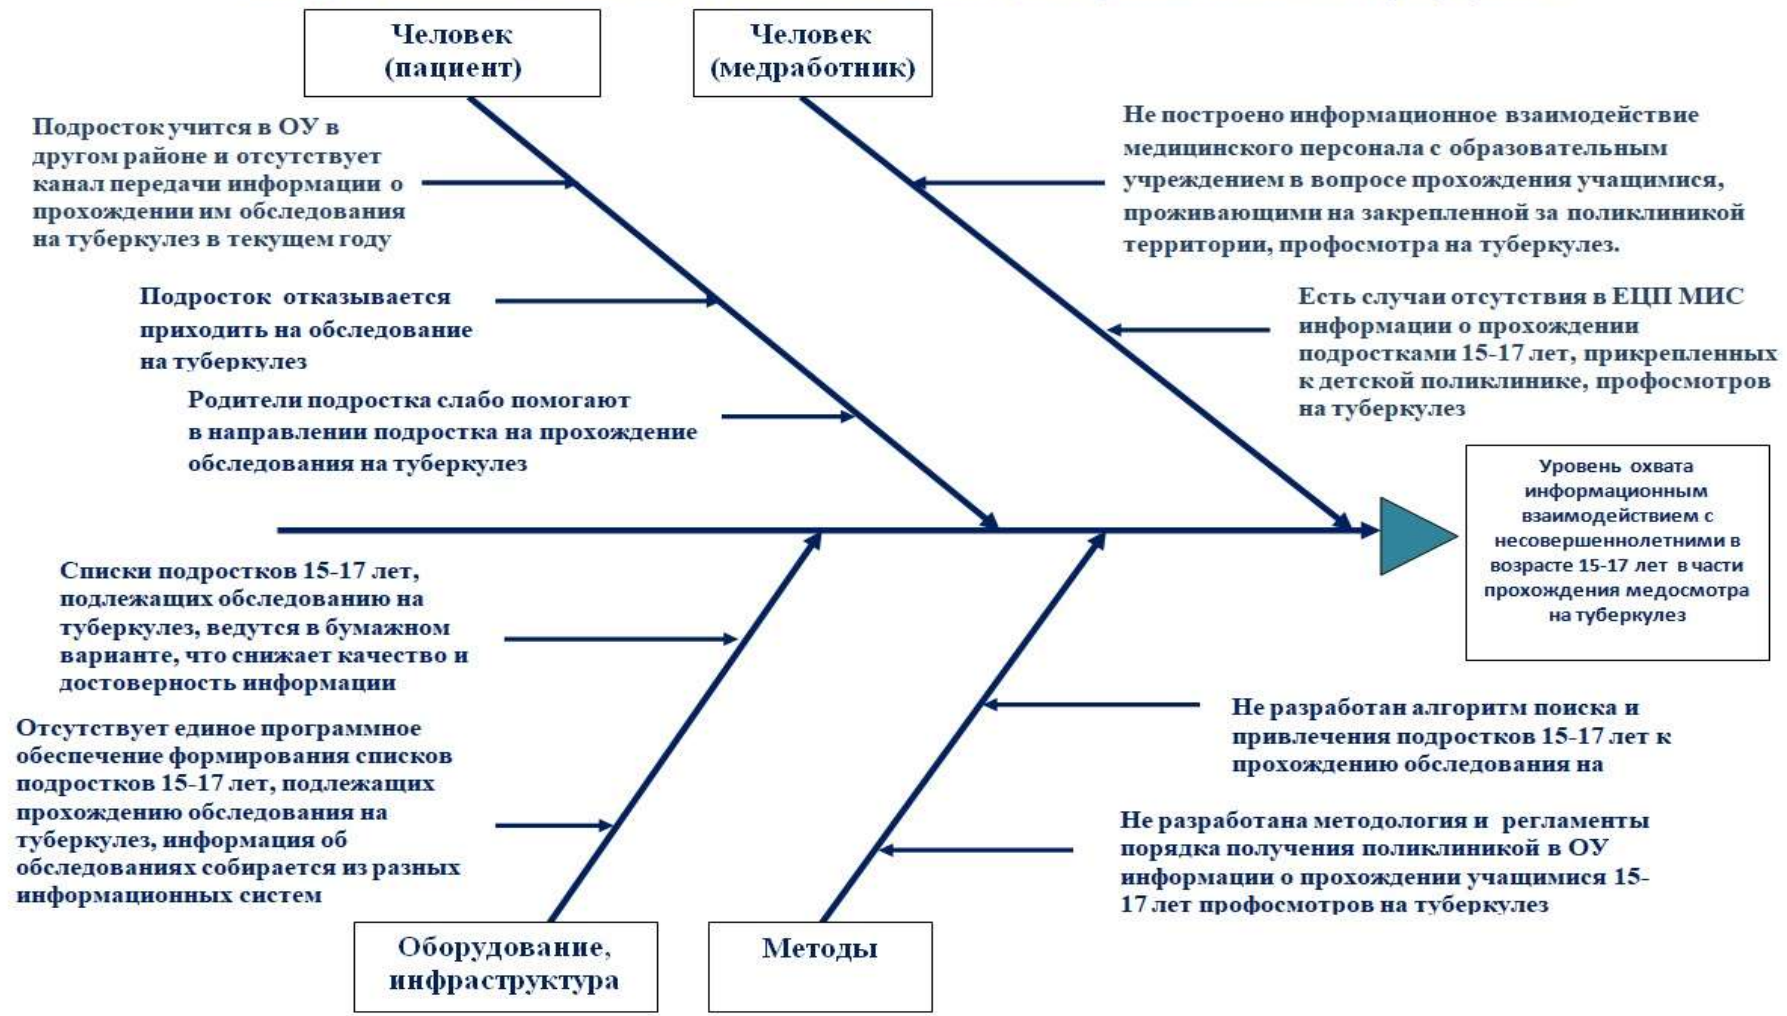 Человек
(пациент)
Человек
(медработник)
Подросток учится в ОУ в
другом районе и отсутствует
канал передачи информации о
прохождении им обследования
на туберкулез в текущем году
Не построено информационное взаимодействие
медицинского персонала с образовательным
учреждением в вопросе прохождения учащимися,
проживающими на закрепленной за поликлиникой
территории, профосмотра на туберкулез.
Подросток отказывается
приходить на обследование
на туберкулез
Есть случаи отсутствия в ЕЦП МИС
информации о прохождении
подростками 15-17 лет, прикрепленных
к детской поликлинике, профосмотров
на туберкулез
Родители подростка слабо помогают
в направлении подростка на прохождение
обследования на туберкулез
Уровень охвата
информационным
взаимодействием с
несовершеннолетними в
возрасте 15-17 лет в части
прохождения медосмотра
на туберкулез
Списки подростков 15-17 лет,
подлежащих обследованию на
туберкулез, ведутся в бумажном
варианте, что снижает качество и
достоверность информации
Отсутствует единое программное
обеспечение формирования списков
подростков 15-17 лет, подлежащих
прохождению обследования на
туберкулез, информация об
обследованиях собирается из разных
информационных систем
Не разработан алгоритм поиска и
привлечения подростков 15-17 лет к
прохождению обследования на
Не разработана методология и регламенты
порядка получения поликлиникой в ОУ
информации о прохождении учащимися 15-
17 лет профосмотров на туберкулез
Оборудование,
инфраструктура
Методы